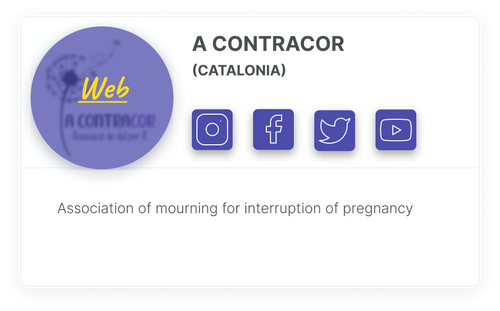 Web
A CONTRACOR
A CONTRACOR
(CATALONIA)
Association of mourning for interruption of pregnancy